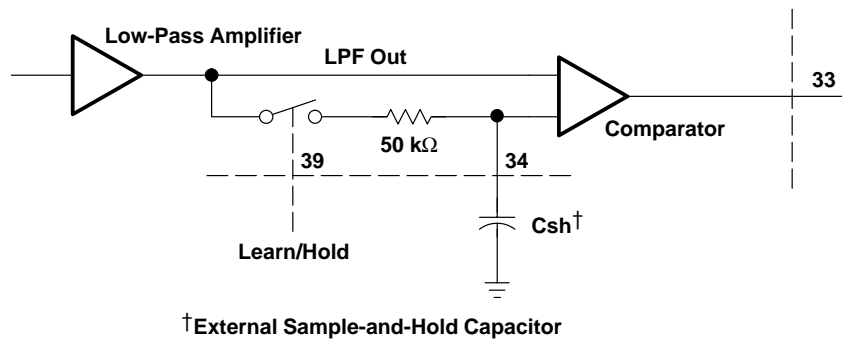 Low-Pass Amplifier
LPF Out
33
50 kΩ
Comparator
39
34
Csh†
Learn/Hold
†External Sample-and-Hold Capacitor